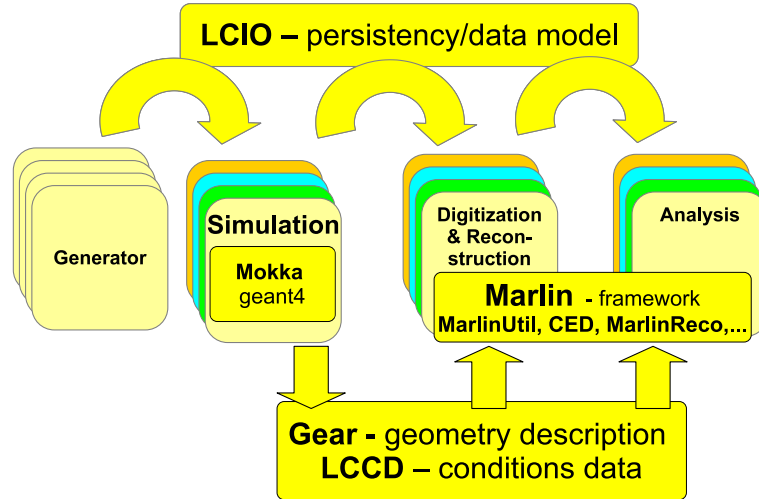 LCIO – persistency/data model
Generator
Simulation
Mokka
geant4
Digitization
& Recon-
struction
Analysis
Marlin - framework
MarlinUtil, CED, MarlinReco,...
Gear - geometry description
LCCD – conditions data